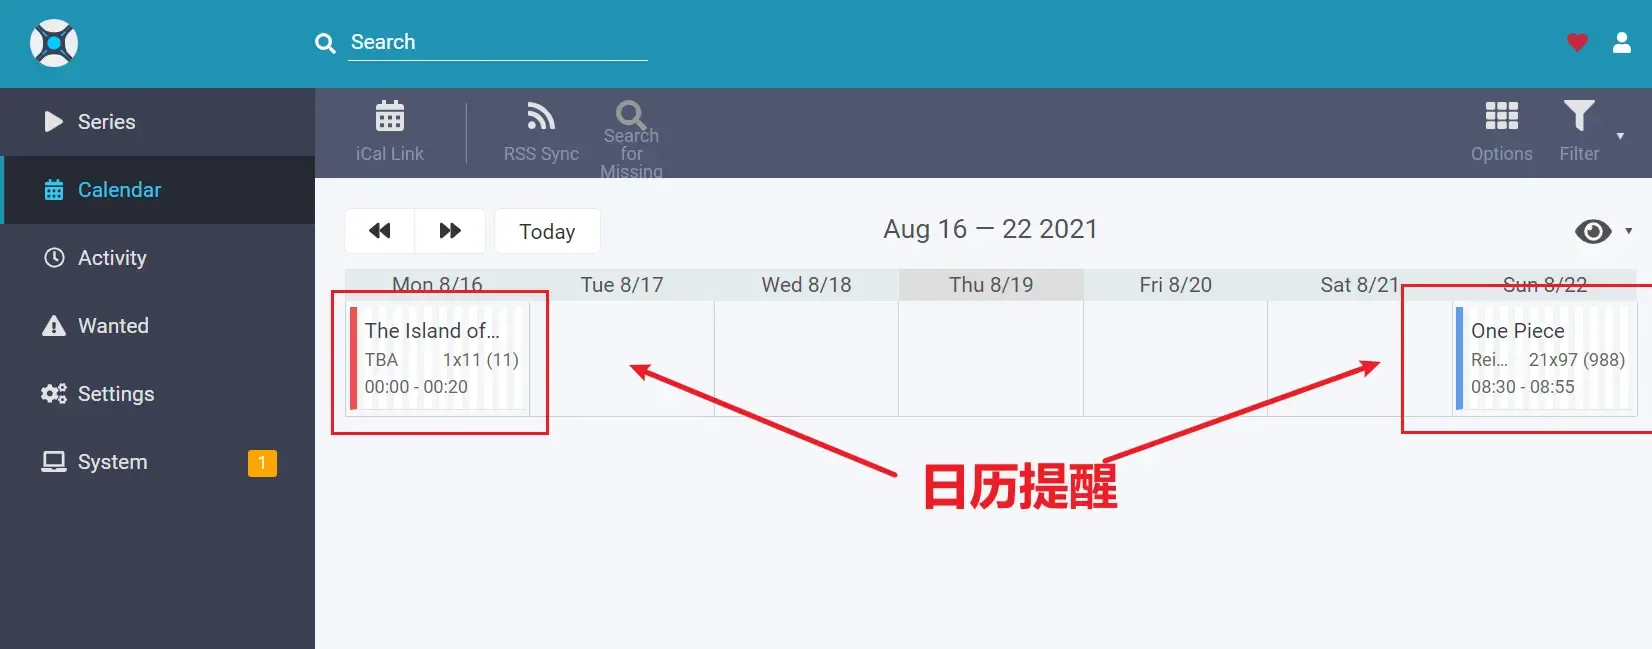 Search
Series
Calendar
Activity
Wanted
Settings
System 1
iCal Link
RSS Sync
Search
for
Missing
Options
Filter
Today
Aug 16 — 22 2021
Mon 8/16 Tue 8/17 Wed 8/18 Thu 8/19 Fri 8/20 Sat 8/21 Sun 8/22
The Island of...
TBA 1x11 (11)
00:00 - 00:20
One Piece
Rei... 21x97 (988)
08:30 - 08:55
日历提醒